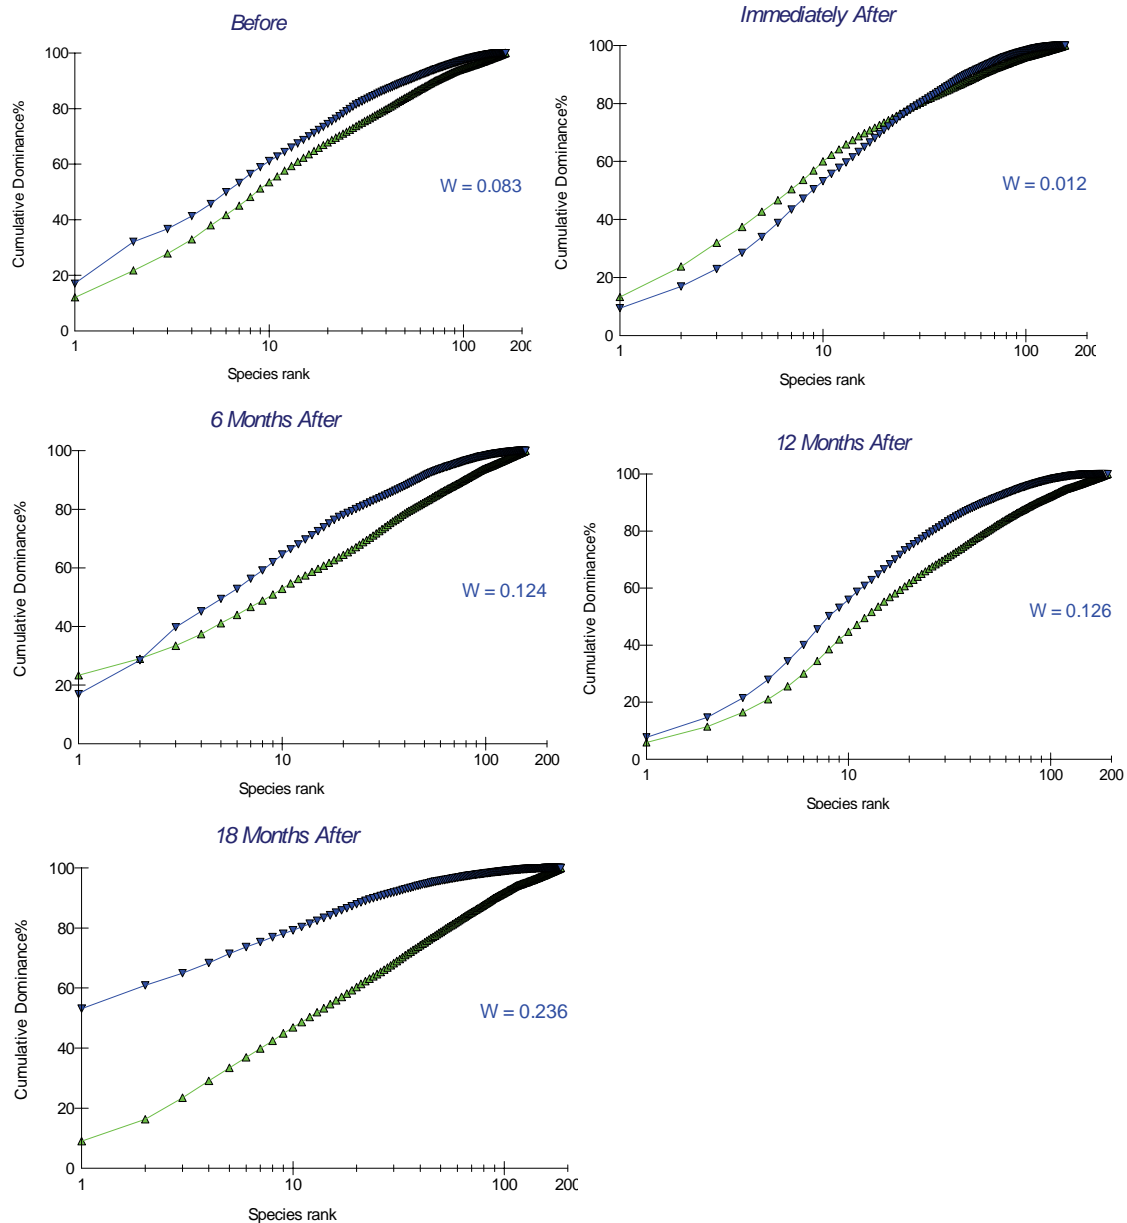 Before
Cumulative Dominance%
100
80
60
40
20
0
W = 0.083
1
10
100
200
Species rank
Immediately After
Cumulative Dominance%
100
80
60
40
20
0
W = 0.012
1
10
100
200
Species rank
6 Months After
Cumulative Dominance%
100
80
60
40
20
0
W = 0.124
1
10
100
200
Species rank
12 Months After
Cumulative Dominance%
100
80
60
40
20
0
W = 0.126
1
10
100
200
Species rank
18 Months After
Cumulative Dominance%
100
80
60
40
20
0
W = 0.236
1
10
100
200
Species rank